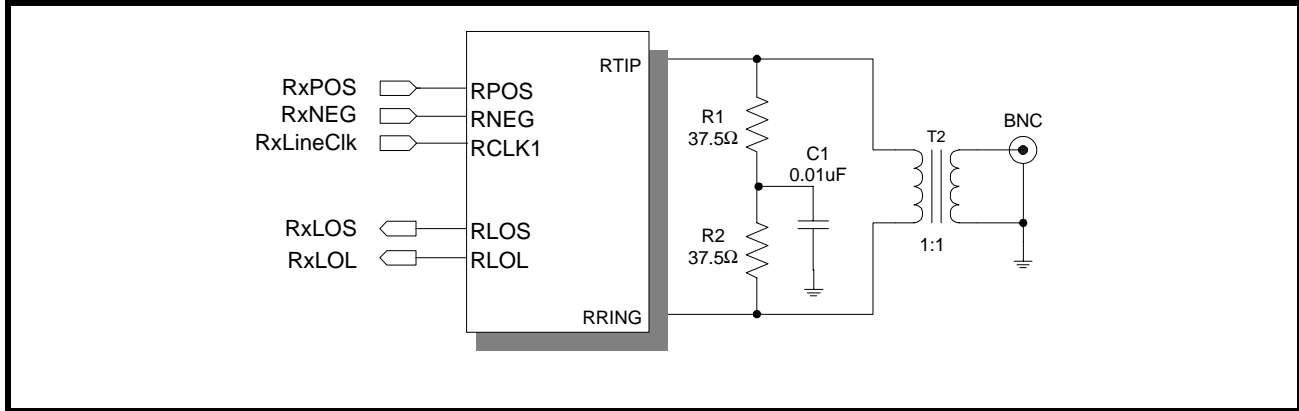 RxPOS
RxNEG
RxLineClk
RxLOS
RxLOL
RTIP
RPOS
RNEG
RCLK1
RLOS
RLOL
RRING
R1
37.5Ω
R2
37.5Ω
C1
0.01uF
T2
1:1
BNC